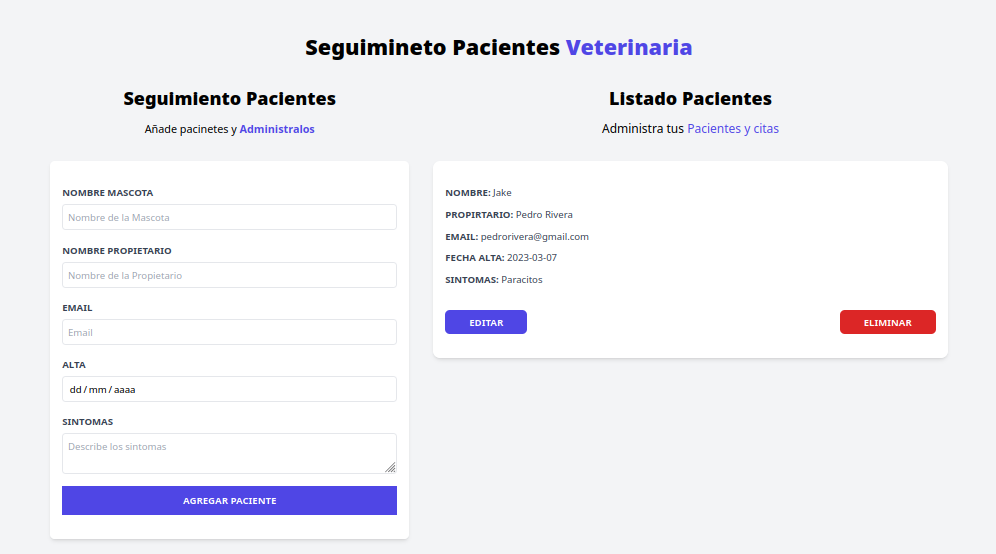 Seguimineto Pacientes Veterinaria
Seguimiento Pacientes
Añade pacinetes y Administralos
NOMBRE MASCOTA
Nombre de la Mascota
NOMBRE PROPIETARIO
Nombre de la Propietario
EMAIL
Email
ALTA
dd/mm/aaaa
SINTOMAS
Describe los sintomas
AGREGAR PACIENTE
Listado Pacientes
Administra tus Pacientes y citas
NOMBRE: Jake
PROPIRTARIO: Pedro Rivera
EMAIL: pedrorivera@gmail.com
FECHA ALTA: 2023-03-07
SINTOMAS: Paracitos
EDITAR
ELIMINAR